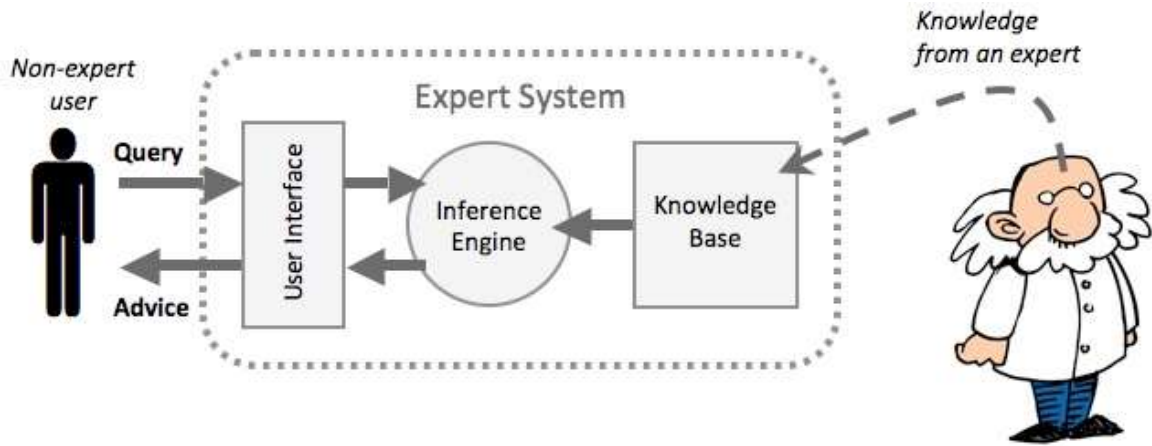 Non-expert
user
Query
Advice
Expert System
User Interface
Inference
Engine
Knowledge
Base
Knowledge
from an expert